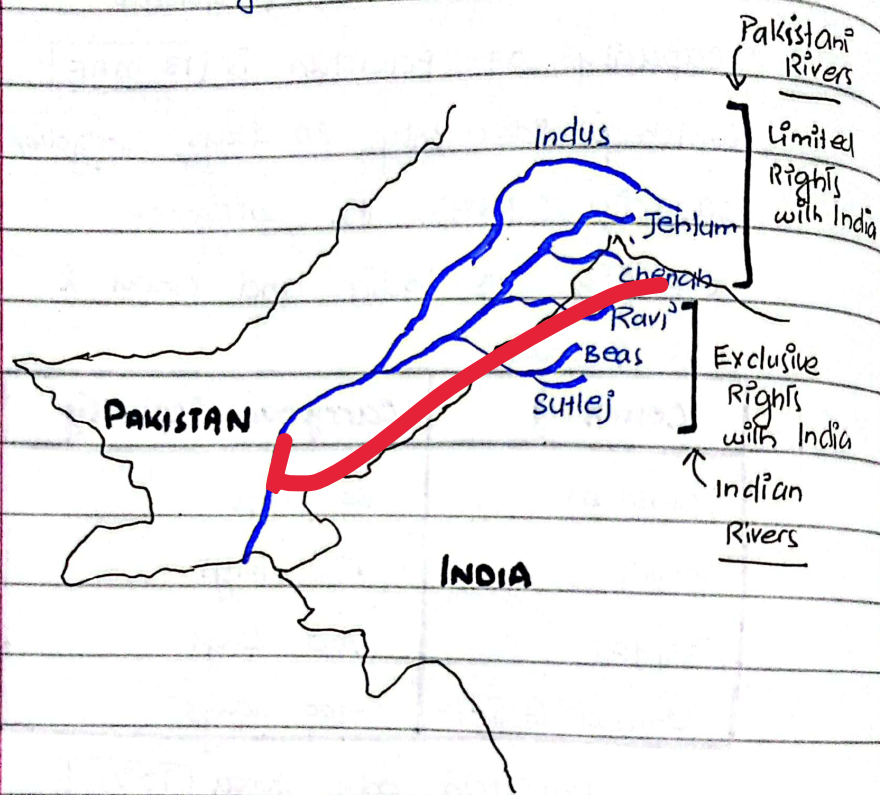 Pakistani
Rivers
Limited
Rights
with India
Indus
Jehlum
Chenab
Ravi
Beas
Sutlej
Exclusive
Rights
with India
Indian
Rivers
PAKISTAN
INDIA